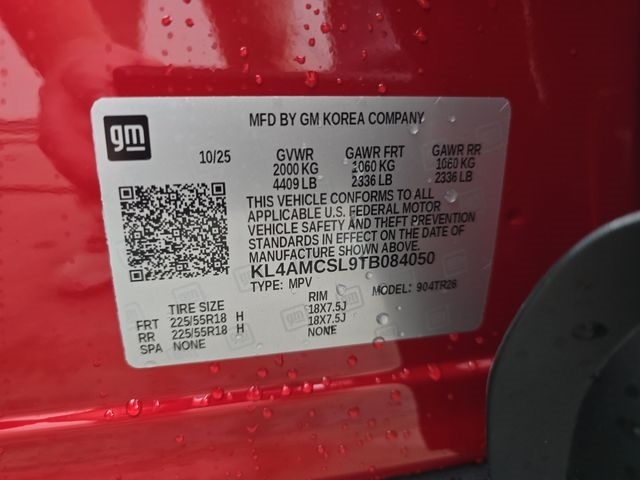 gm
MFD BY GM KOREA COMPANY
10/25 GVWR GAWR FRT GAWR RR
2000 KG 1060 KG 1060 KG
4409 LB 2336 LB 2336 LB
THIS VEHICLE CONFORMS TO ALL
APPLICABLE U.S. FEDERAL MOTOR
VEHICLE SAFETY AND THEFT PREVENTION
STANDARDS IN EFFECT ON THE DATE OF
MANUFACTURE SHOWN ABOVE.
KL4AMCSL9TB084050
TYPE: MPV MODEL: 904TR26
TIRE SIZE RIM
FRT 225/55R18 H 18X7.5J
RR 225/55R18 H 18X7.5J
SPA NONE NONE